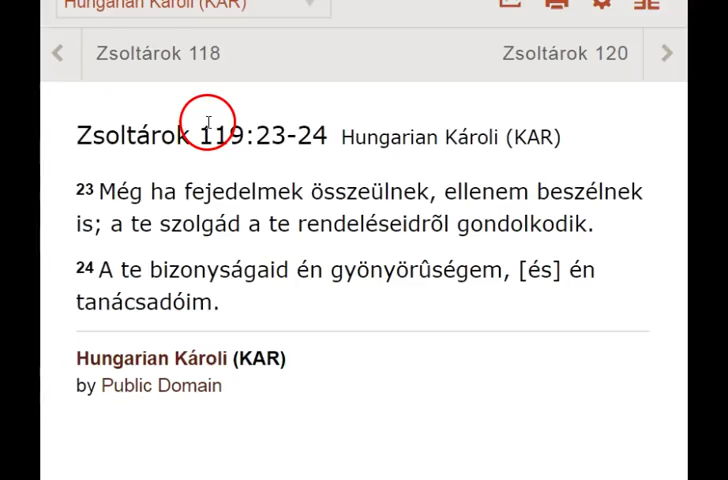 Hungarian Károli (KAR)
Zsoltárok 118 Zsoltárok 120
Zsoltárok 119:23-24 Hungarian Károli (KAR)
23 Még ha fejedelmek összeülnek, ellenem beszélnek
is; a te szolgád a te rendeléseidrõl gondolkodik.
24 A te bizonyságaid én gyönyörûségem, [és] én
tanácsadóim.
Hungarian Károli (KAR)
by Public Domain